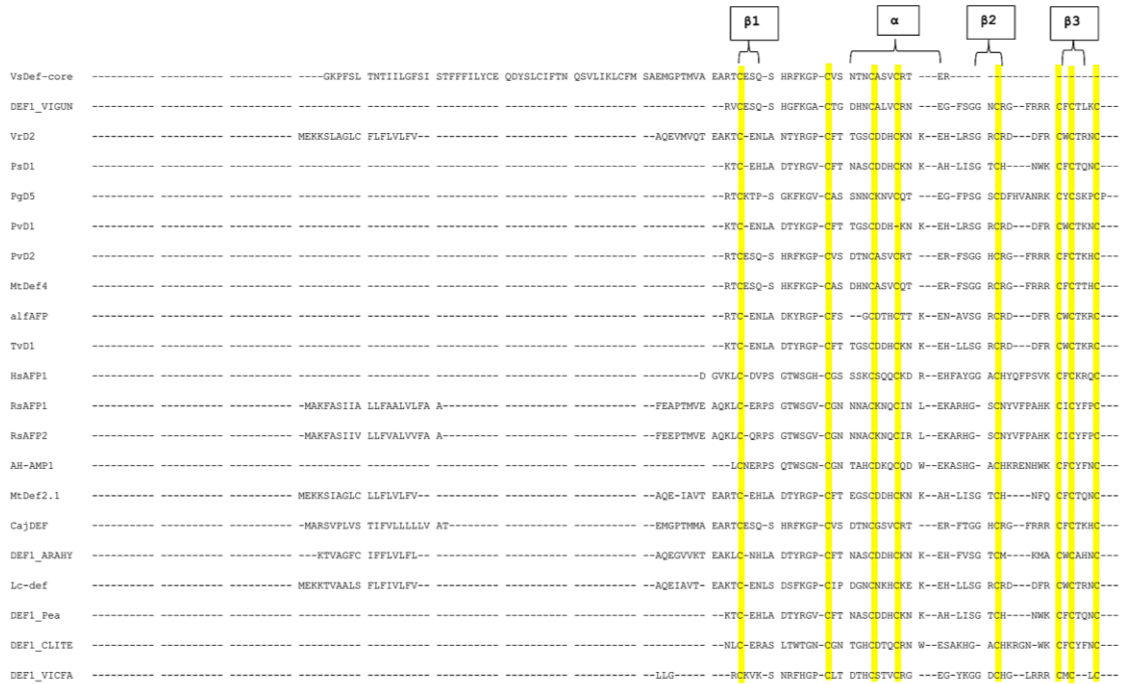 β1 α β2 β3
VsDef-core ---------- ------ ---------- ---------GKPFSL TNTIILGFSI STFFFILYCE QDYSLCIFTN QSVLIKLCFM SAEMGPTMVA EARTCESQ-S HRFKGP-CVS NTNCASVCRT ---ER----- ---------- ----------
DEF1_VIGUN ---------- ------ ---------- ---------- ---------- ---------- ---------- ---------- ---------- --RVCESQ-S HGFKGA-CTG DHNCALVCRN ---EG-FSGG NCRG--FRRR CFCTLKC---
VrD2 ---------- ------ ---------- -----MEKKSLAGLC FLFLVLFV-- ---------- ---------- ---------- --AQEVMVQT EAKTC-ENLA NTYRGP-CFT TGSCDDHCKN K--EH-LRSG RCRD---DFR CWCTRNC---
PsD1 ---------- ------ ---------- ---------- ---------- ---------- ---------- ---------- ---------- --KTC-EHLA DTYRGV-CFT NASCDDHCKN K--AH-LISG TCH----NWK CFCTQNC---
PgD5 ---------- ------ ---------- ---------- ---------- ---------- ---------- ---------- ---------- --RTCKTP-S GKFKGV-CAS SNNCKNVCQT ---EG-FPSG SCDFHVANRK CYCSKPCP--
PvD1 ---------- ------ ---------- ---------- ---------- ---------- ---------- ---------- ---------- --KTC-ENLA DTYKGP-CFT TGSCDDH-KN K--EH-LRSG RCRD---DFR CWCTKNC---
PvD2 ---------- ------ ---------- ---------- ---------- ---------- ---------- ---------- ---------- --RTCESQ-S HRFKGP-CVS DTNCASVCRT ---ER-FSGG HCRG--FRRR CFCTKHC---
MtDef4 ---------- ------ ---------- ---------- ---------- ---------- ---------- ---------- ---------- --RTCESQ-S HKFKGP-CAS DHNCASVCQT ---ER-FSGG RCRG--FRRR CFCTTHC---
alfAFP ---------- ------ ---------- ---------- ---------- ---------- ---------- ---------- ---------- --RTC-ENLA DKYRGP-CFS --GCDTHCTT K--EN-AVSG RCRD---DFR CWCTKRC---
TvD1 ---------- ------ ---------- ---------- ---------- ---------- ---------- ---------- ---------- --KTC-ENLA DTYRGP-CFT TGSCDDHCKN K--EH-LLSG RCRD---DFR CWCTKRC---
HsAFP1 ---------- ------ ---------- ---------- ---------- ---------- ---------- ---------- ---------D GVKLC-DVPS GTWSGH-CGS SSKCSQQCKD R--EHFAYGG ACHYQFPSVK CFCKRQC---
RsAFP1 ---------- ------ ---------- -MAKFASIIA LLFAALVLFA A--------- ---------- ---------- --FEAPTMVE AQKLC-ERPS GTWSGV-CGN NNACKNQCIN L--EKARHG- SCNYVFPAHK CICYFPC---
RsAFP2 ---------- ------ ---------- -MAKFASIIV LLFVALVVFA A--------- ---------- ---------- --FEEPTMVE AQKLC-QRPS GTWSGV-CGN NNACKNQCIR L--EKARHG- SCNYVFPAHK CICYFPC---
AH-AMP1 ---------- ------ ---------- ---------- ---------- ---------- ---------- ---------- ---------- ---LCNERPS QTWSGN-CGN TAHCDKQCQD W--EKASHG- ACHKRENHWK CFCYFNC---
MtDef2.1 ---------- ------ ---------- MEKKSIAGLC LLFLVLFV-- ---------- ---------- ---------- --AQE-IAVT EARTC-EHLA DTYRGP-CFT EGSCDDHCKN K--AH-LISG TCH----NFQ CFCTQNC---
CajDEF ---------- ------ ---------- -MARSVPLVS TIFVLLLLLV AT-------- ---------- ---------- --EMGPTMMA EARTCESQ-S HRFKGP-CVS DTNCGSVCRT ---ER-FTGG HCRG--FRRR CFCTKHC---
DEF1_ARAHY ---------- ------ ---------- ---KTVAGFC IFFLVLFL-- ---------- ---------- ---------- --AQEGVVKT EAKLC-NHLA DTYRGP-CFT NASCDDHCKN K--EH-FVSG TCM----KMA CWCAHNC---
Lc-def ---------- ------ ---------- MEKKTVAALS FLFIVLFV-- ---------- ---------- ---------- --AQEIAVT- EAKTC-ENLS DSFKGP-CIP DGNCNKHCKE K--EH-LLSG RCRD---DFR CWCTRNC---
DEF1_Pea ---------- ------ ---------- ---------- ---------- ---------- ---------- ---------- ---------- --KTC-EHLA DTYRGV-CFT NASCDDHCKN K--AH-LISG TCH----NWK CFCTQNC---
DEF1_CLITE ---------- ------ ---------- ---------- ---------- ---------- ---------- ---------- ---------- --NLC-ERAS LTWTGN-CGN TGHCDTQCRN W--ESAKHG- ACHKRGN-WK CFCYFNC---
DEF1_VICFA ---------- ------ ---------- ---------- ---------- ---------- ---------- ---------- --LLG----- --RCKVK-S NRFHGP-CLT DTHCSTVCRG ---EG-YKGG DCHG--LRRR CMC--LC---